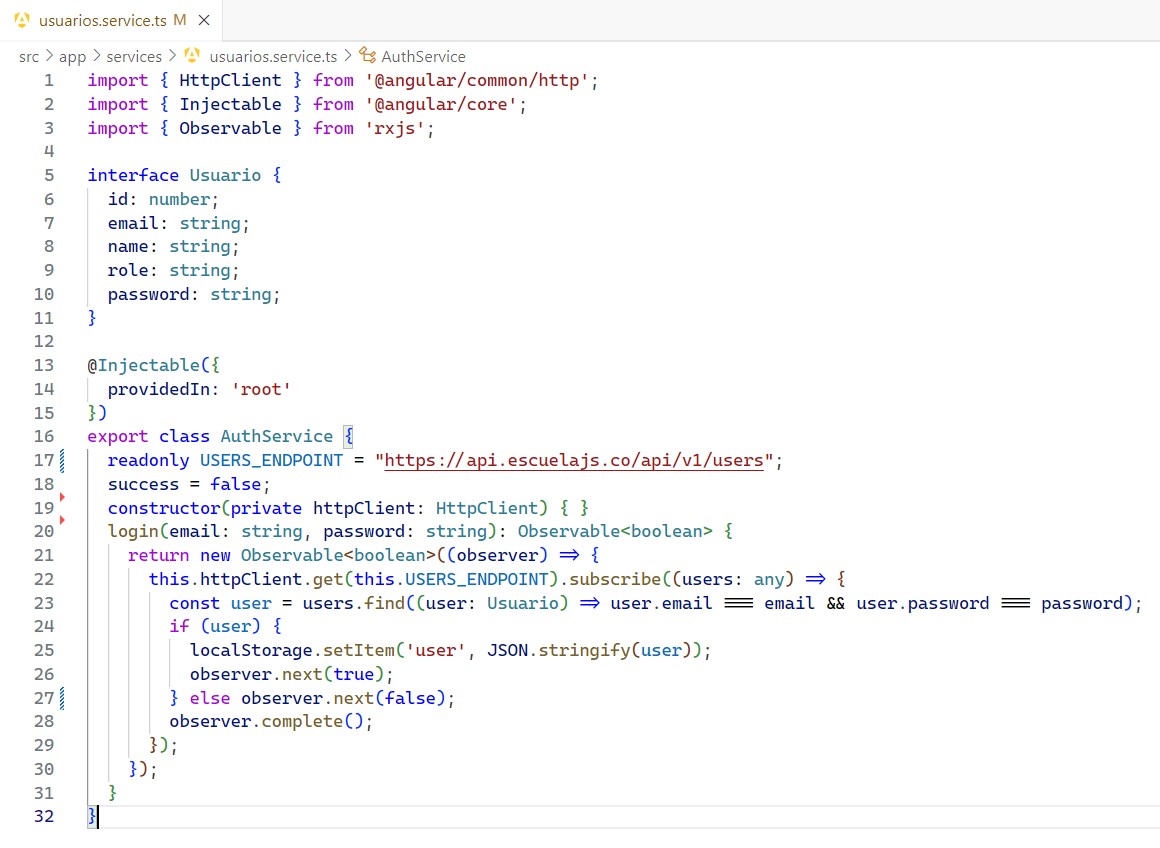 usuarios.service.ts M ×
src > app > services > usuarios.service.ts > AuthService
1 import { HttpClient } from '@angular/common/http';
2 import { Injectable } from '@angular/core';
3 import { Observable } from 'rxjs';
4
5 interface Usuario {
6   id: number;
7   email: string;
8   name: string;
9   role: string;
10   password: string;
11 }
12
13 @Injectable({
14   providedIn: 'root'
15 })
16 export class AuthService {
17   readonly USERS_ENDPOINT = "https://api.escuelajs.co/api/v1/users";
18   success = false;
19   constructor(private httpClient: HttpClient) { }
20   login(email: string, password: string): Observable<boolean> {
21     return new Observable<boolean>((observer) => {
22       this.httpClient.get(this.USERS_ENDPOINT).subscribe((users: any) => {
23         const user = users.find((user: Usuario) => user.email === email && user.password === password);
24         if (user) {
25           localStorage.setItem('user', JSON.stringify(user));
26           observer.next(true);
27         } else observer.next(false);
28         observer.complete();
29       });
30     });
31   }
32 }